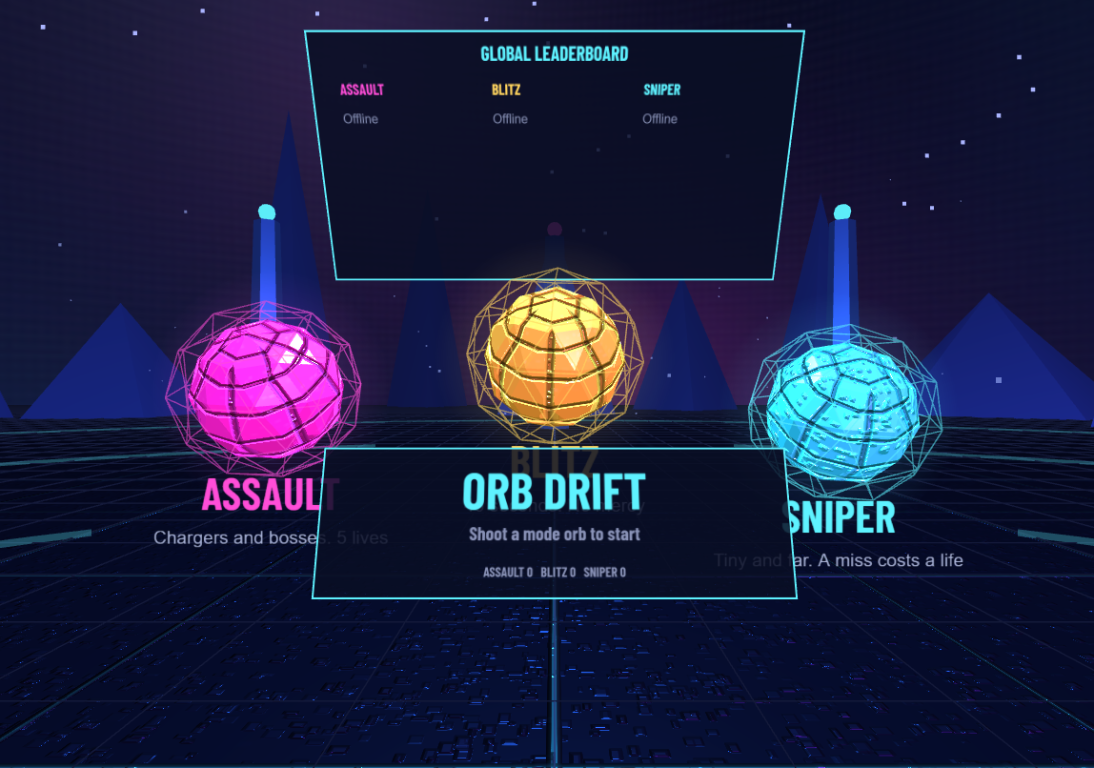 GLOBAL LEADERBOARD
ASSAULT BLITZ SNIPER
Offline Offline Offline
BLITZ
ASSAULT
ORB DRIFT
SNIPER
Chargers and bosses. 5 lives
Shoot a mode orb to start
Tiny and far. A miss costs a life
ASSAULT 0 BLITZ 0 SNIPER 0